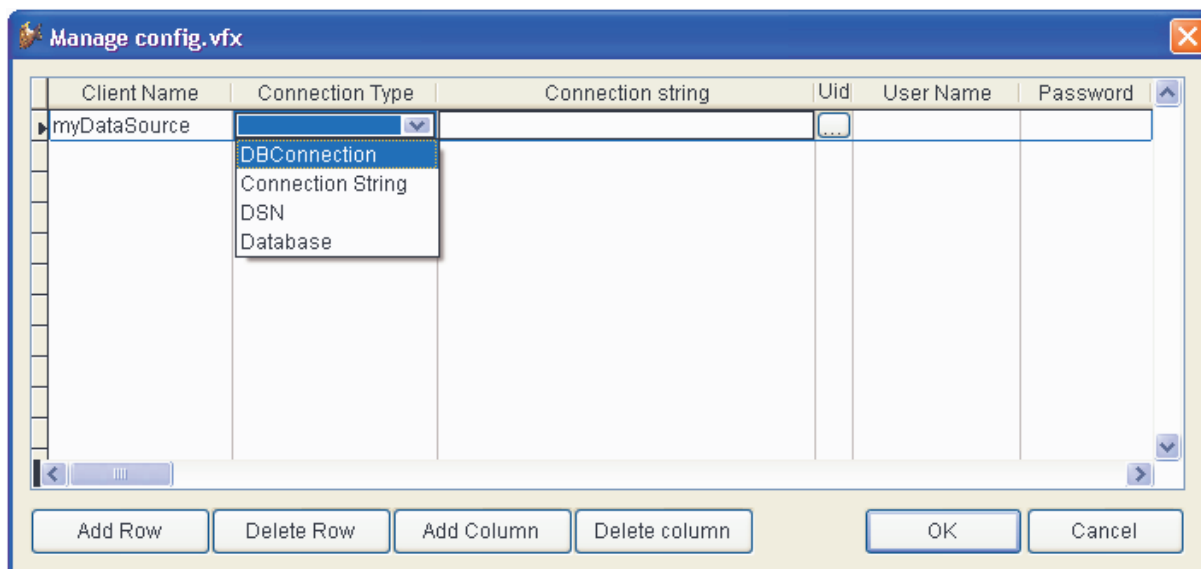 Manage config.vfx
Client Name Connection Type Connection string Uid User Name Password
myDataSource ...
DBConnection
Connection String
DSN
Database
Add Row Delete Row Add Column Delete column OK Cancel